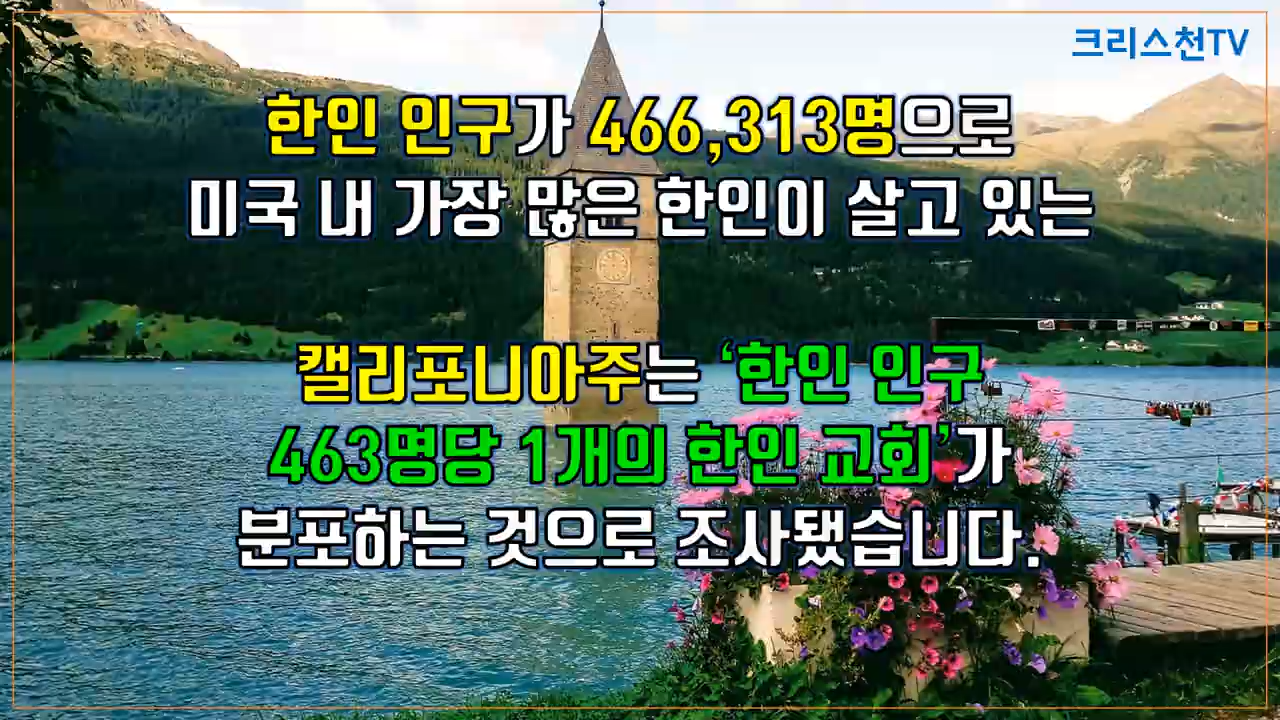 크리스천TV
한인 인구가 466,313명으로
미국 내 가장 많은 한인이 살고 있는
캘리포니아주는 ‘한인 인구
463명당 1개의 한인 교회’가
분포하는 것으로 조사됐습니다.